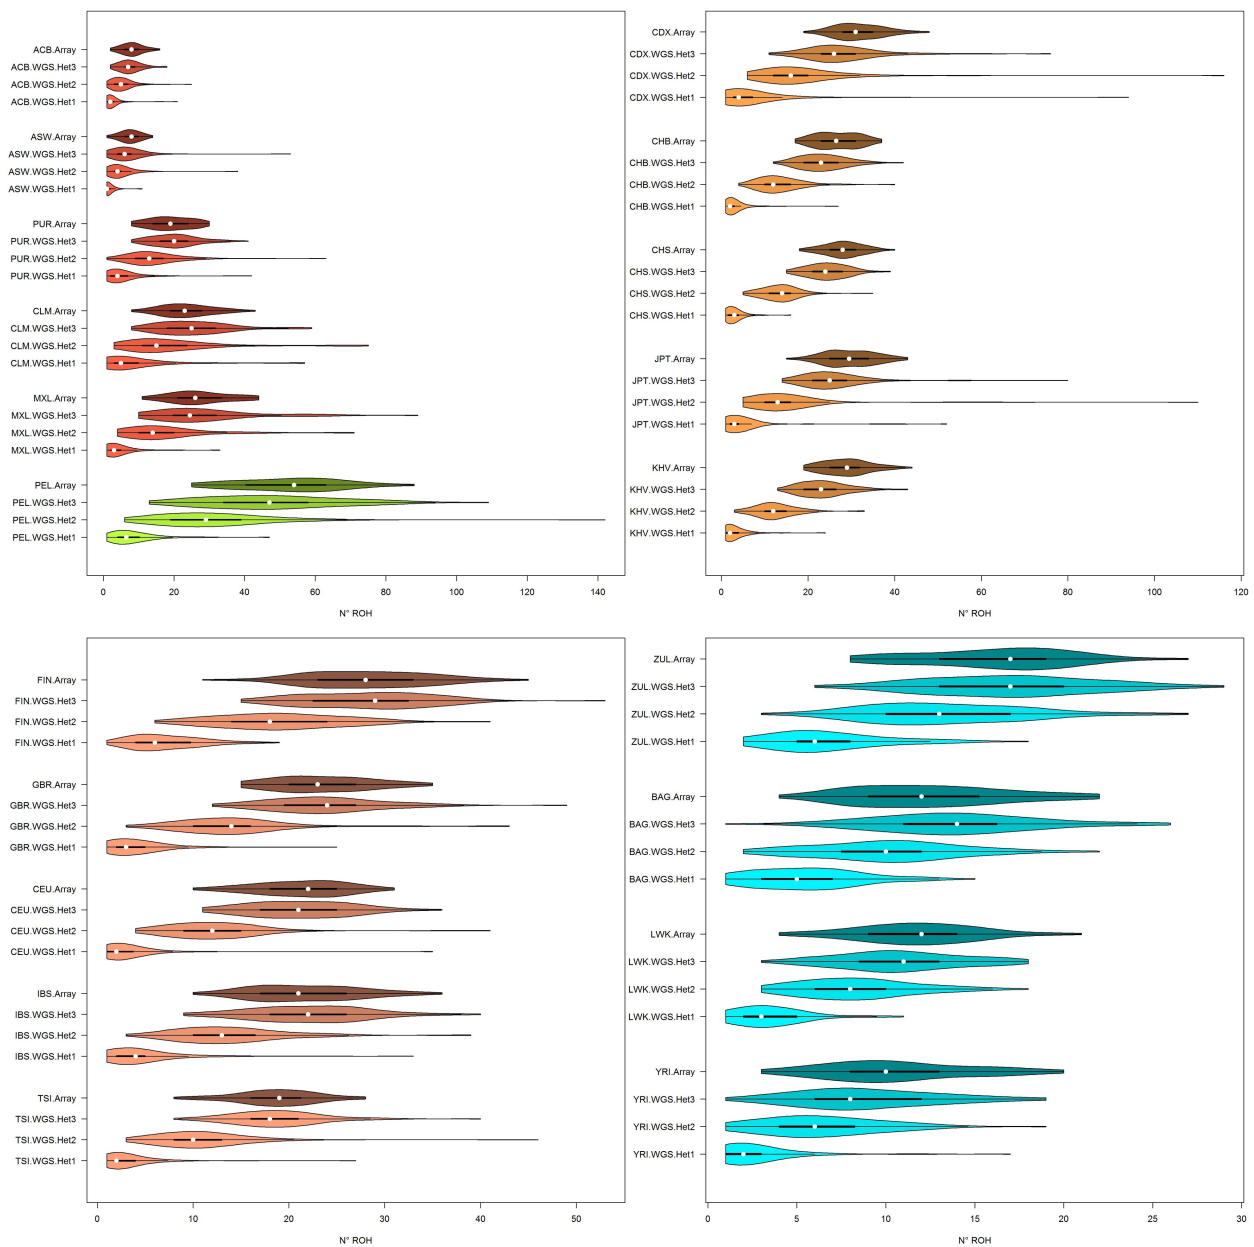 ACB.Array
ACB.WGS.Het3
ACB.WGS.Het2
ACB.WGS.Het1
ASW.Array
ASW.WGS.Het3
ASW.WGS.Het2
ASW.WGS.Het1
PUR.Array
PUR.WGS.Het3
PUR.WGS.Het2
PUR.WGS.Het1
CLM.Array
CLM.WGS.Het3
CLM.WGS.Het2
CLM.WGS.Het1
MXL.Array
MXL.WGS.Het3
MXL.WGS.Het2
MXL.WGS.Het1
PEL.Array
PEL.WGS.Het3
PEL.WGS.Het2
PEL.WGS.Het1
0 20 40 60 80 100 120 140
N° ROH
CDX.Array
CDX.WGS.Het3
CDX.WGS.Het2
CDX.WGS.Het1
CHB.Array
CHB.WGS.Het3
CHB.WGS.Het2
CHB.WGS.Het1
CHS.Array
CHS.WGS.Het3
CHS.WGS.Het2
CHS.WGS.Het1
JPT.Array
JPT.WGS.Het3
JPT.WGS.Het2
JPT.WGS.Het1
KHV.Array
KHV.WGS.Het3
KHV.WGS.Het2
KHV.WGS.Het1
0 20 40 60 80 100 120
N° ROH
FIN.Array
FIN.WGS.Het3
FIN.WGS.Het2
FIN.WGS.Het1
GBR.Array
GBR.WGS.Het3
GBR.WGS.Het2
GBR.WGS.Het1
CEU.Array
CEU.WGS.Het3
CEU.WGS.Het2
CEU.WGS.Het1
IBS.Array
IBS.WGS.Het3
IBS.WGS.Het2
IBS.WGS.Het1
TSI.Array
TSI.WGS.Het3
TSI.WGS.Het2
TSI.WGS.Het1
0 10 20 30 40 50
N° ROH
ZUL.Array
ZUL.WGS.Het3
ZUL.WGS.Het2
ZUL.WGS.Het1
BAG.Array
BAG.WGS.Het3
BAG.WGS.Het2
BAG.WGS.Het1
LWK.Array
LWK.WGS.Het3
LWK.WGS.Het2
LWK.WGS.Het1
YRI.Array
YRI.WGS.Het3
YRI.WGS.Het2
YRI.WGS.Het1
0 5 10 15 20 25 30
N° ROH